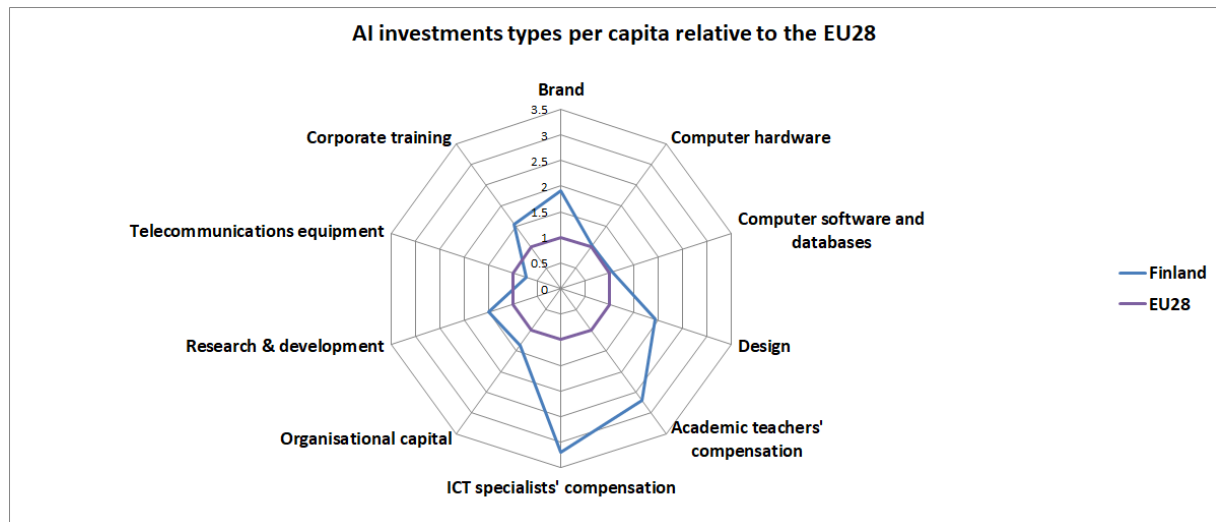 AI investments types per capita relative to the EU28
Brand
3.5
3
2.5
2
1.5
1
0.5
0
Corporate training
Computer hardware
Telecommunications equipment
Computer software and
databases
Finland
EU28
Research & development
Design
Organisational capital
Academic teachers'
compensation
ICT specialists' compensation